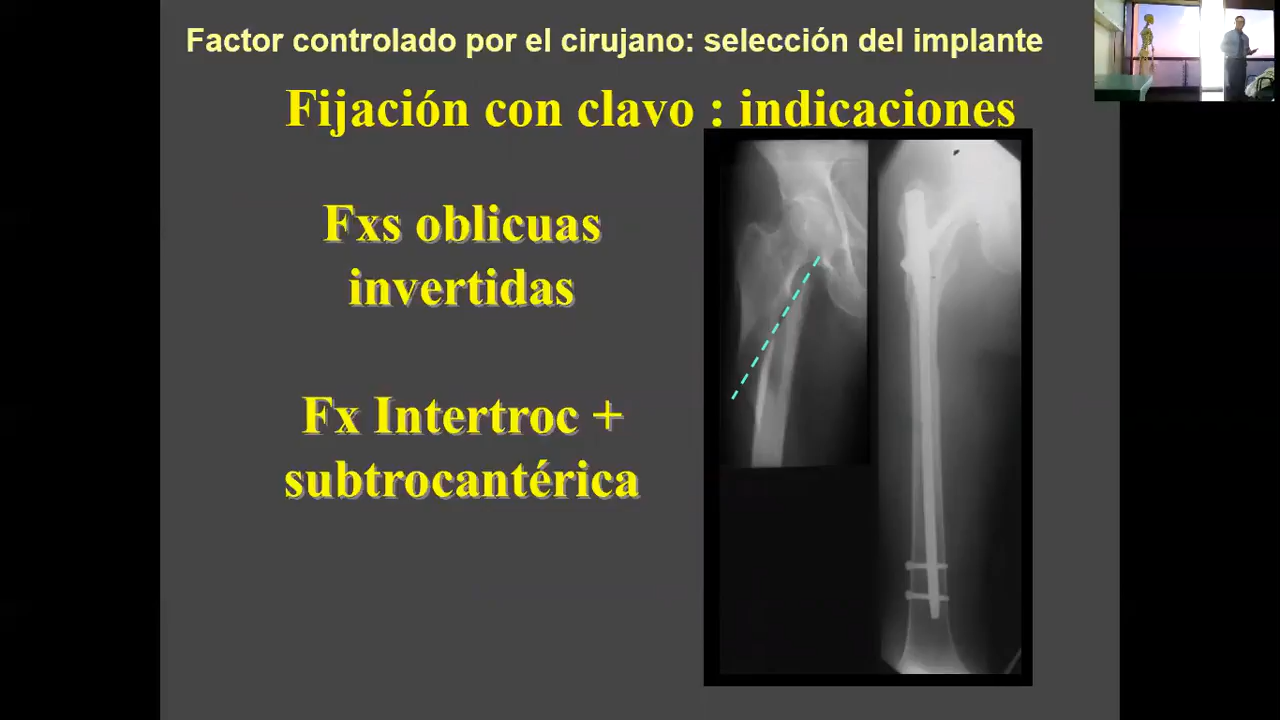 Factor controlado por el cirujano: selección del implante
Fijación con clavo : indicaciones
Fxs oblicuas
invertidas
Fx Intertroc +
subtrocantérica